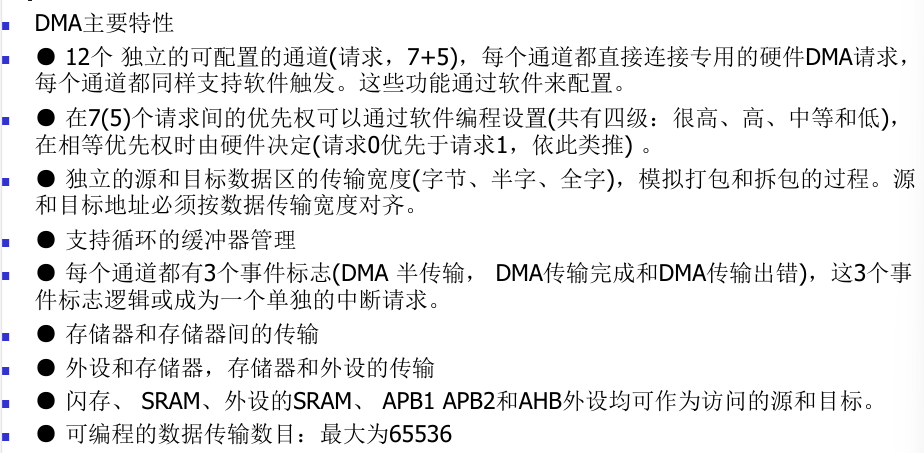 DMA主要特性
● 12个 独立的可配置的通道(请求，7+5)，每个通道都直接连接专用的硬件DMA请求，
每个通道都同样支持软件触发。这些功能通过软件来配置。
● 在7(5)个请求间的优先权可以通过软件编程设置(共有四级：很高、高、中等和低)，
在相等优先权时由硬件决定(请求0优先于请求1，依此类推) 。
● 独立的源和目标数据区的传输宽度(字节、半字、全字)，模拟打包和拆包的过程。源
和目标地址必须按数据传输宽度对齐。
● 支持循环的缓冲器管理
● 每个通道都有3个事件标志(DMA 半传输， DMA传输完成和DMA传输出错)，这3个事
件标志逻辑或成为一个单独的中断请求。
● 存储器和存储器间的传输
● 外设和存储器，存储器和外设的传输
● 闪存、 SRAM、外设的SRAM、 APB1 APB2和AHB外设均可作为访问的源和目标。
● 可编程的数据传输数目：最大为65536